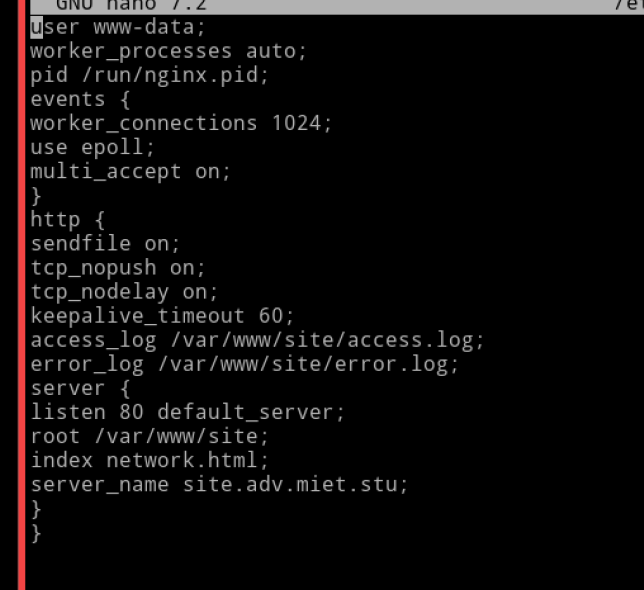 GNU nano 7.2 /et
user www-data;
worker_processes auto;
pid /run/nginx.pid;
events {
worker_connections 1024;
use epoll;
multi_accept on;
}
http {
sendfile on;
tcp_nopush on;
tcp_nodelay on;
keepalive_timeout 60;
access_log /var/www/site/access.log;
error_log /var/www/site/error.log;
server {
listen 80 default_server;
root /var/www/site;
index network.html;
server_name site.adv.miet.stu;
}
}